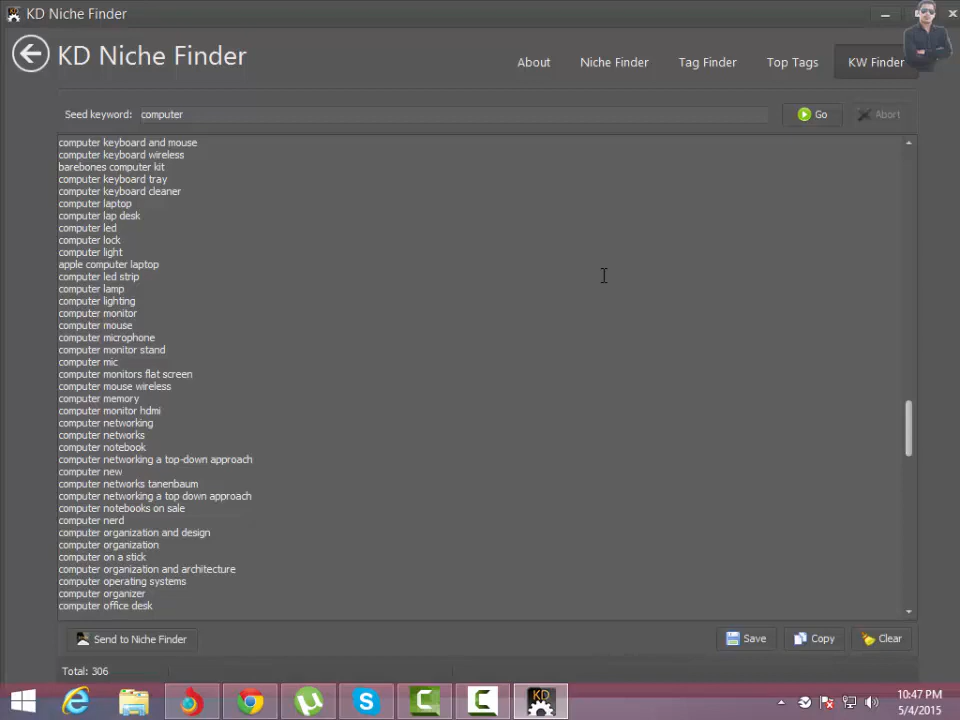 KD Niche Finder
KD Niche Finder
About
Niche Finder
Tag Finder
Top Tags
KW Finder
Seed keyword: computer
Go
Abort
computer keyboard and mouse
computer keyboard wireless
barebones computer kit
computer keyboard tray
computer keyboard cleaner
computer laptop
computer lap desk
computer led
computer lock
computer light
apple computer laptop
computer led strip
computer lamp
computer lighting
computer monitor
computer mouse
computer microphone
computer monitor stand
computer mic
computer monitors flat screen
computer mouse wireless
computer memory
computer monitor hdmi
computer networking
computer networks
computer notebook
computer networking a top-down approach
computer new
computer networks tanenbaum
computer networking a top down approach
computer notebooks on sale
computer nerd
computer organization and design
computer organization
computer on a stick
computer organization and architecture
computer operating systems
computer organizer
computer office desk
Send to Niche Finder
Save
Copy
Clear
Total: 306
KD
10:47 PM
5/4/2015